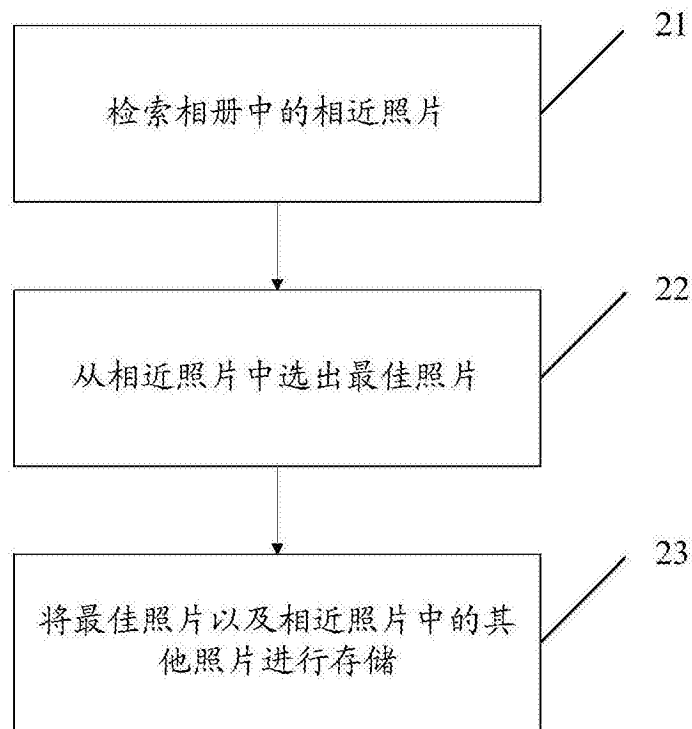 21
检索相册中的相近照片
22
从相近照片中选出最佳照片
23
将最佳照片以及相近照片中的其
他照片进行存储